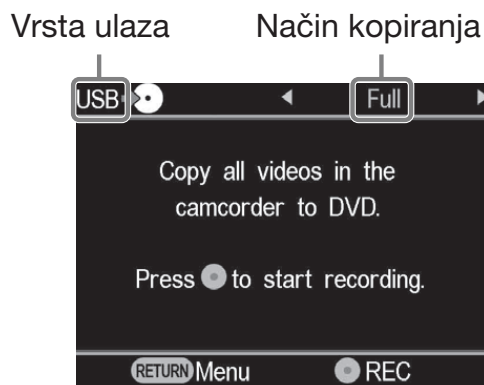 Vrsta ulaza Način kopiranja
USB Full
Copy all videos in the
camcorder to DVD.
Press to start recording.
RETURN Menu REC